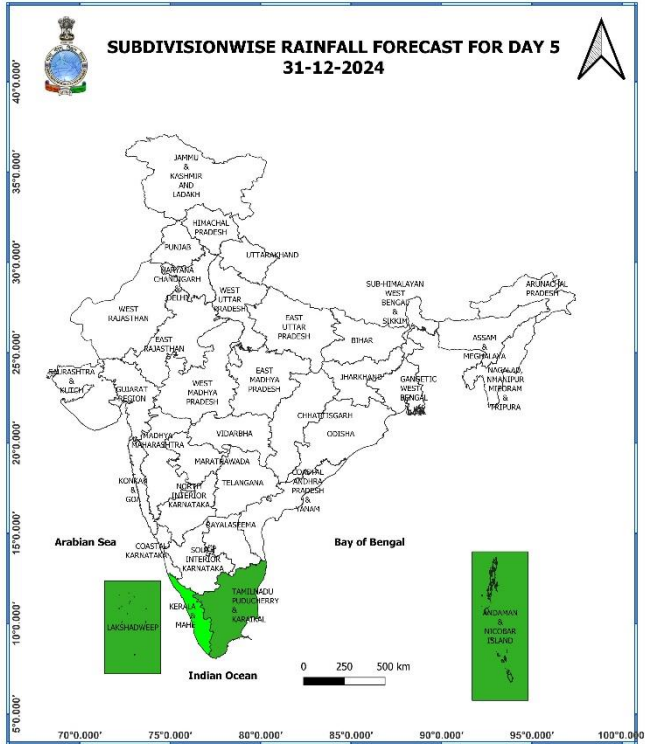 SUBDIVISIONWISE RAINFALL FORECAST FOR DAY 5
31-12-2024
40°0.000'
35°0.000'
30°0.000'
25°0.000'
20°0.000'
15°0.000'
10°0.000'
5°0.000'
JAMMU
&
KASHMIR
AND
LADAKH
HIMACHAL
PRADESH
PUNJAB
UTTARAKHAND
HARYANA
CHANDIGARH
&
DELHI
WEST
UTTAR
PRADESH
SUB-HIMALAYAN
WEST
BENGAL
&
SIKKIM
ARUNACHAL
PRADESH
WEST
RAJASTHAN
EAST
RAJASTHAN
EAST
UTTAR
PRADESH
BIHAR
ASSAM
&
MEGHALAYA
SAURASHTRA
&
KUTCH
GUJARAT
REGION
WEST
MADHYA
PRADESH
EAST
MADHYA
PRADESH
JHARKHAND
GANGETIC
WEST
BENGAL
TRIPURA
CHHATTISGARH
ODISHA
MADHYA
MAHARASHTRA
VIDARBHA
MARATHWADA
KONKAN
&
GOA
NORTH
INTERIOR
KARNATAKA
TELANGANA
COASTAL
ANDHRA
PRADESH
&
YANAM
RAYALASEEMA
Arabian Sea
COASTAL
KARNATAKA
SOUTH
INTERIOR
KARNATAKA
Bay of Bengal
LAKSHADWEEP
KERALA
&
MAHE
TAMILNADU
PUDUCHERRY
&
KARAIKAL
ANDAMAN
&
NICOBAR
ISLAND
Indian Ocean
0 250 500 km
70°0.000' 75°0.000' 80°0.000' 85°0.000' 90°0.000' 95°0.000' 100°0.000'